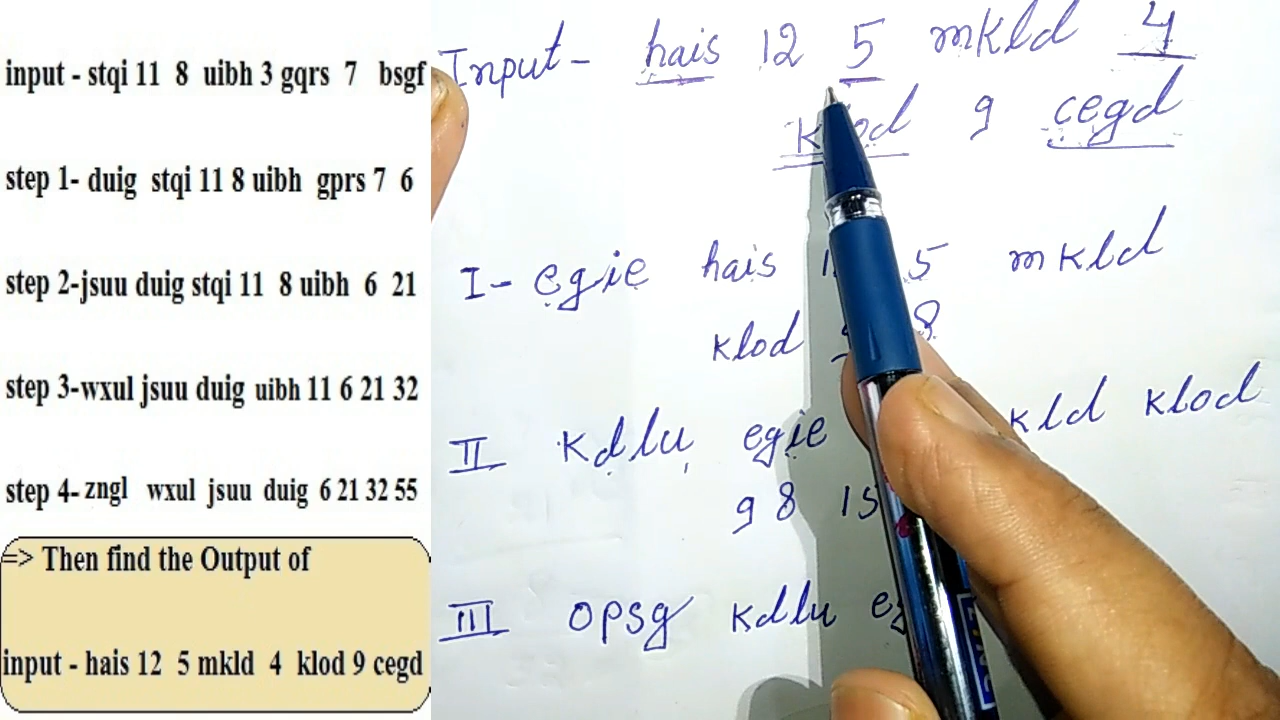 input - stqi 11 8 uibh 3 gqrs 7 bsgf
step 1- duig stqi 11 8 uibh gprs 7 6
step 2-jsuu duig stqi 11 8 uibh 6 21
step 3-wxul jsuu duig uibh 11 6 21 32
step 4- zngl wxul jsuu duig 6 21 32 55
=> Then find the Output of
input - hais 12 5 mkld 4 klod 9 cegd
Input- hais 12 5 mkld 4
9 cegd
I- egie hais 5 mkld
klod 8
II kdlu egie klod
9 8
III opsg kdlu